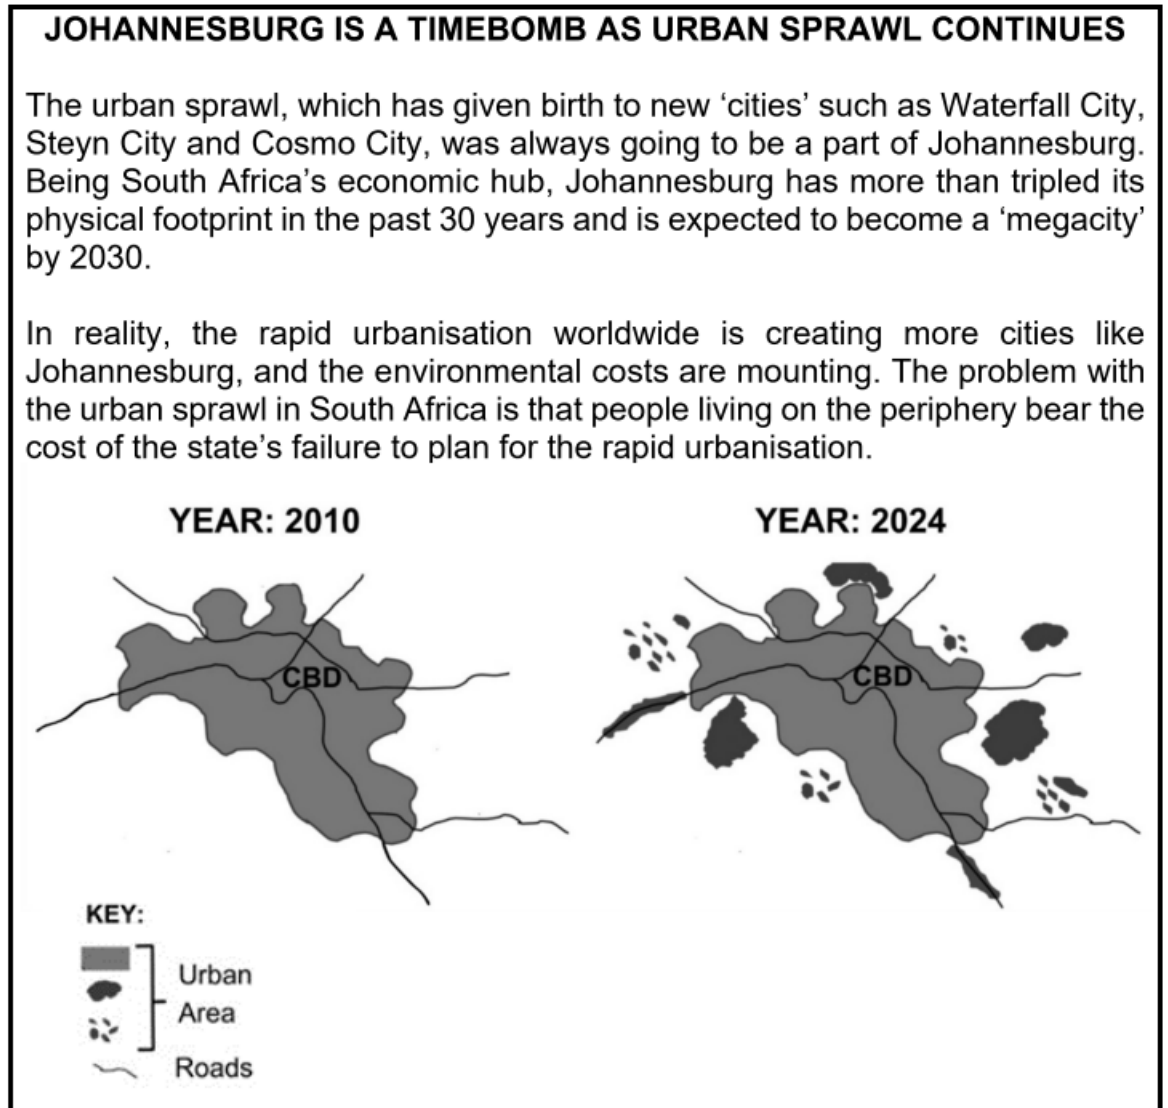 JOHANNESBURG IS A TIMEBOMB AS URBAN SPRAWL CONTINUES
The urban sprawl, which has given birth to new ‘cities’ such as Waterfall City,
Steyn City and Cosmo City, was always going to be a part of Johannesburg.
Being South Africa’s economic hub, Johannesburg has more than tripled its
physical footprint in the past 30 years and is expected to become a ‘megacity’
by 2030.
In reality, the rapid urbanisation worldwide is creating more cities like
Johannesburg, and the environmental costs are mounting. The problem with
the urban sprawl in South Africa is that people living on the periphery bear the
cost of the state’s failure to plan for the rapid urbanisation.
YEAR: 2010
YEAR: 2024
CBD
CBD
KEY:
Urban
Area
Roads